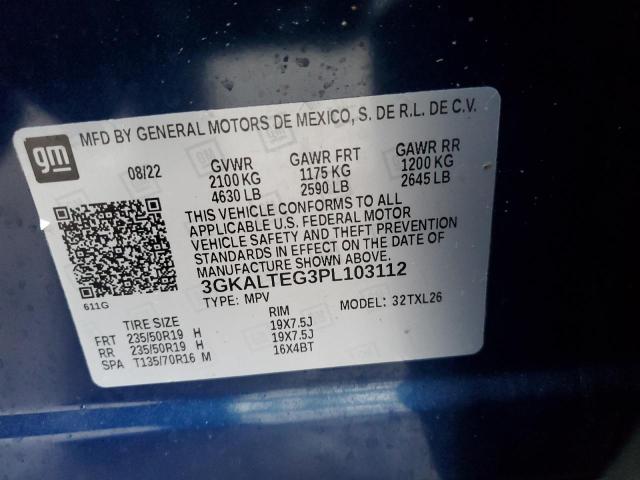 gm
MFD BY GENERAL MOTORS DE MEXICO, S. DE R.L. DE C.V.
08/22 GVWR GAWR FRT GAWR RR
2100 KG 1175 KG 1200 KG
4630 LB 2590 LB 2645 LB
THIS VEHICLE CONFORMS TO ALL
APPLICABLE U.S. FEDERAL MOTOR
VEHICLE SAFETY AND THEFT PREVENTION
STANDARDS IN EFFECT ON THE DATE OF
MANUFACTURE SHOWN ABOVE.
3GKALTEG3PL103112
611G
TYPE: MPV MODEL: 32TXL26
TIRE SIZE RIM
FRT 235/50R19 H 19X7.5J
RR 235/50R19 H 19X7.5J
SPA T135/70R16 M 16X4BT